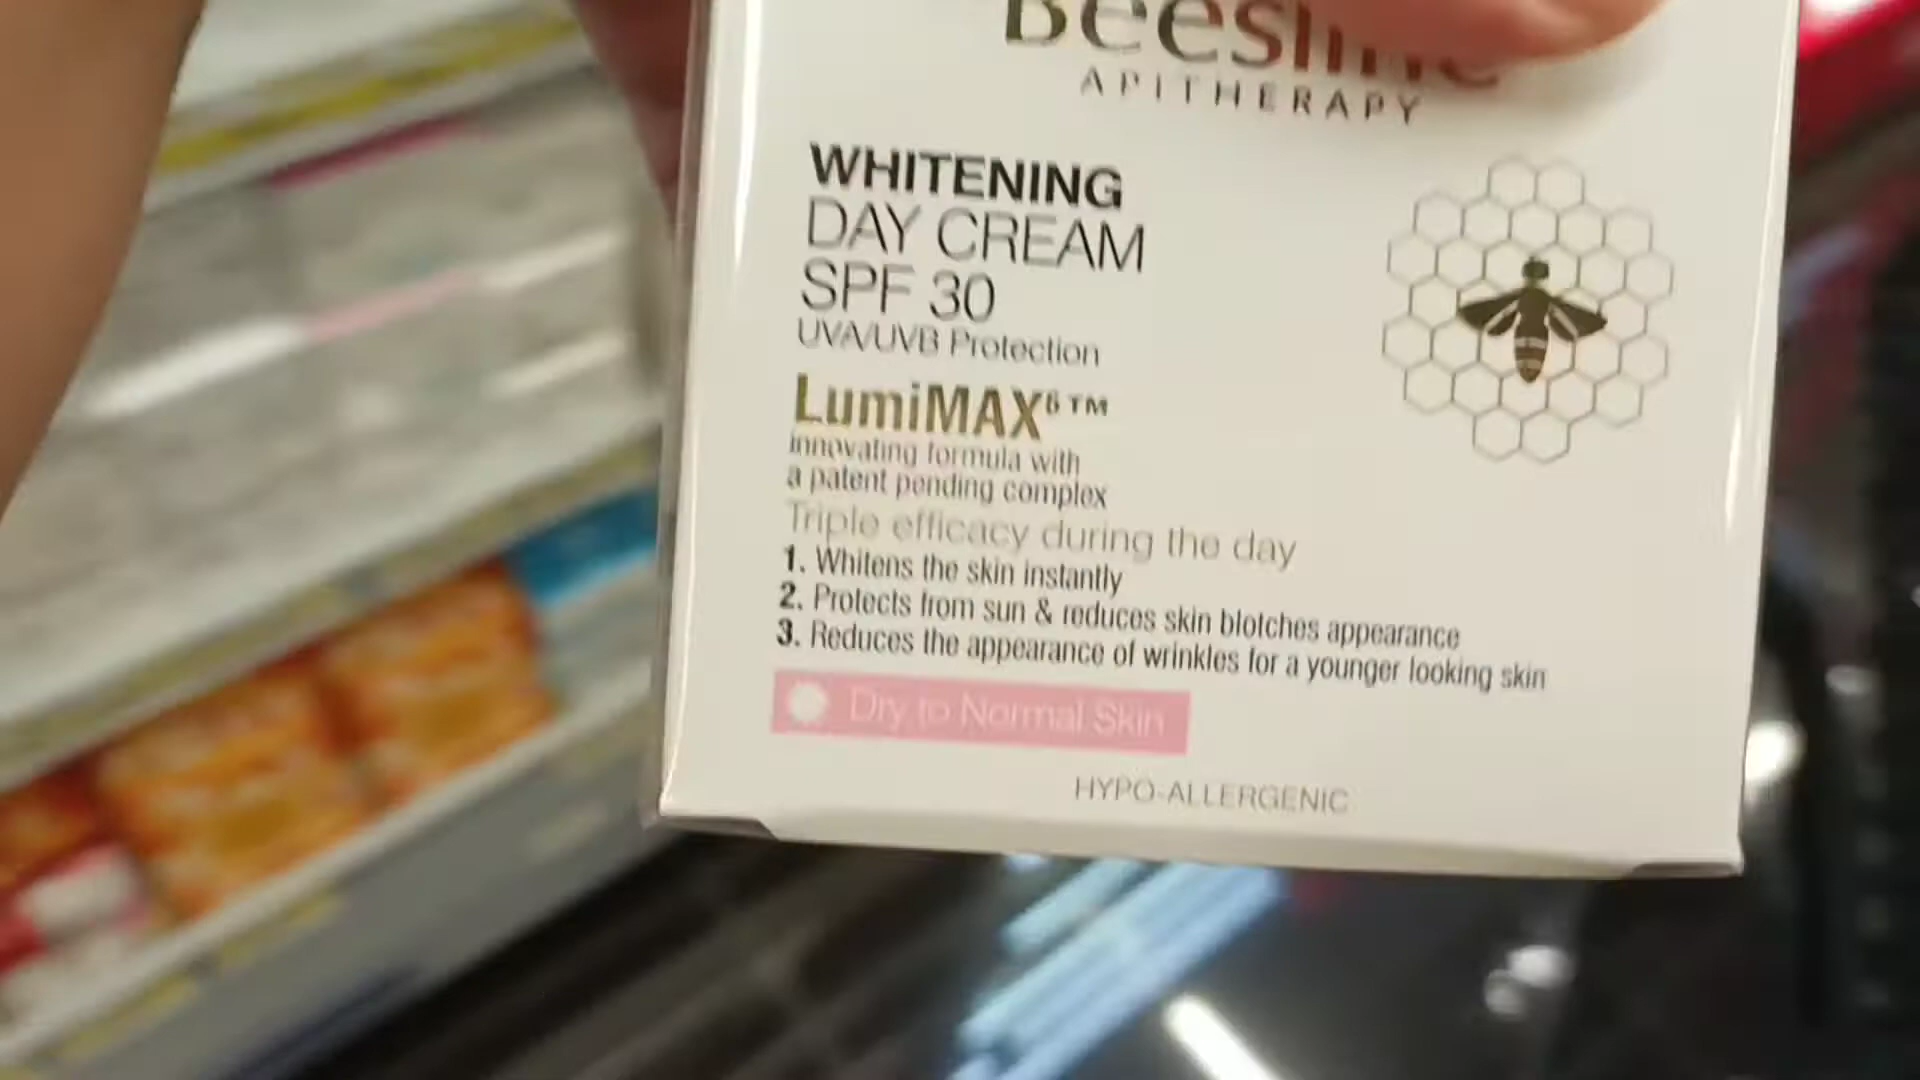 Beesline
APITHERAPY
WHITENING
DAY CREAM
SPF 30
UVA/UVB Protection
LumiMAX⁶™
innovating formula with
a patent pending complex
Triple efficacy during the day
1. Whitens the skin instantly
2. Protects from sun & reduces skin blotches appearance
3. Reduces the appearance of wrinkles for a younger looking skin
Dry to Normal Skin
HYPO-ALLERGENIC